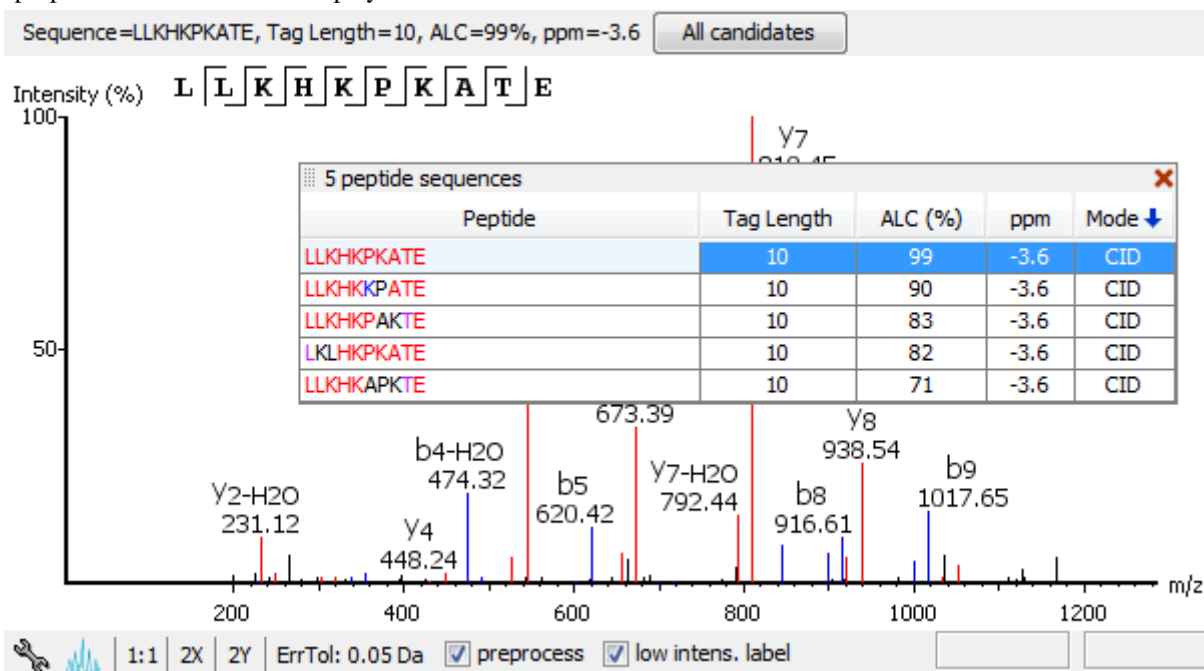 Sequence=LLKHKPKATE, Tag Length=10, ALC=99%, ppm=-3.6 All candidates
Intensity (%) L L K H K P K A T E
100
y7
5 peptide sequences
Peptide Tag Length ALC (%) ppm Mode
LLKHKPKATE 10 99 -3.6 CID
LLKHKKPATE 10 90 -3.6 CID
LLKHKPAKTE 10 83 -3.6 CID
LKLHKPKATE 10 82 -3.6 CID
LLKHKAPKTE 10 71 -3.6 CID
50
673.39
y8
938.54
b4-H2O
474.32
y7-H2O
792.44
b9
1017.65
y2-H2O
231.12
b5
620.42
b8
916.61
y4
448.24
m/z
200 400 600 800 1000 1200
1:1 2X 2Y ErrTol: 0.05 Da preprocess low intens. label